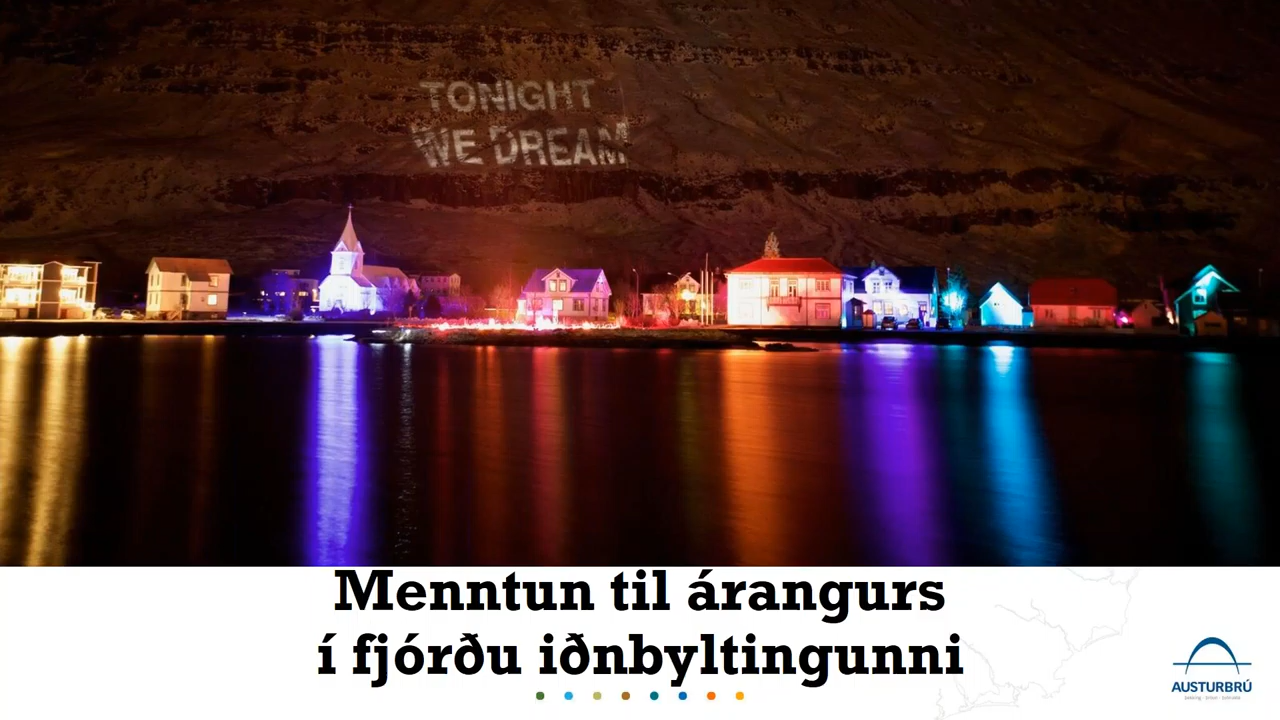 TONIGHT
WE DREAM
Menntun til árangurs
í fjórðu iðnbyltingunni
AUSTURBRÚ